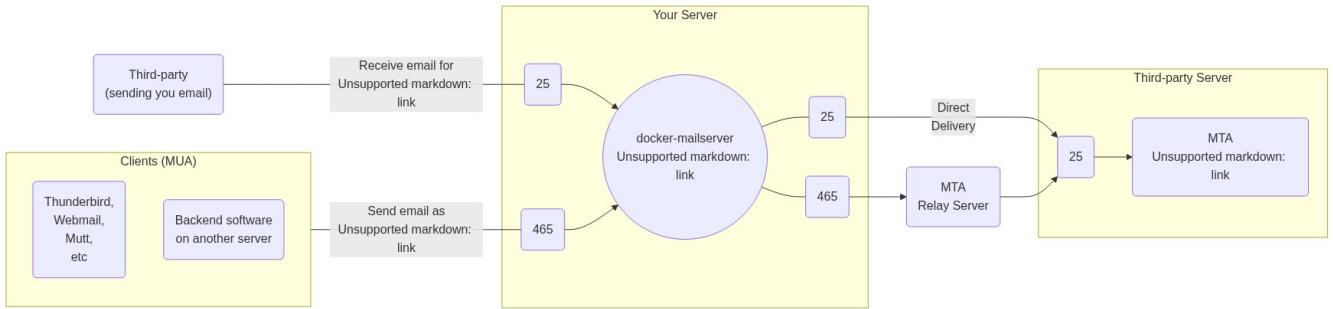 Your Server
Third-party
(sending you email)
Receive email for
Unsupported markdown:
link
25
Clients (MUA)
Thunderbird,
Webmail,
Mutt,
etc
Backend software
on another server
Send email as
Unsupported markdown:
link
465
docker-mailserver
Unsupported markdown:
link
25
465
Direct
Delivery
MTA
Relay Server
Third-party Server
25
MTA
Unsupported markdown:
link